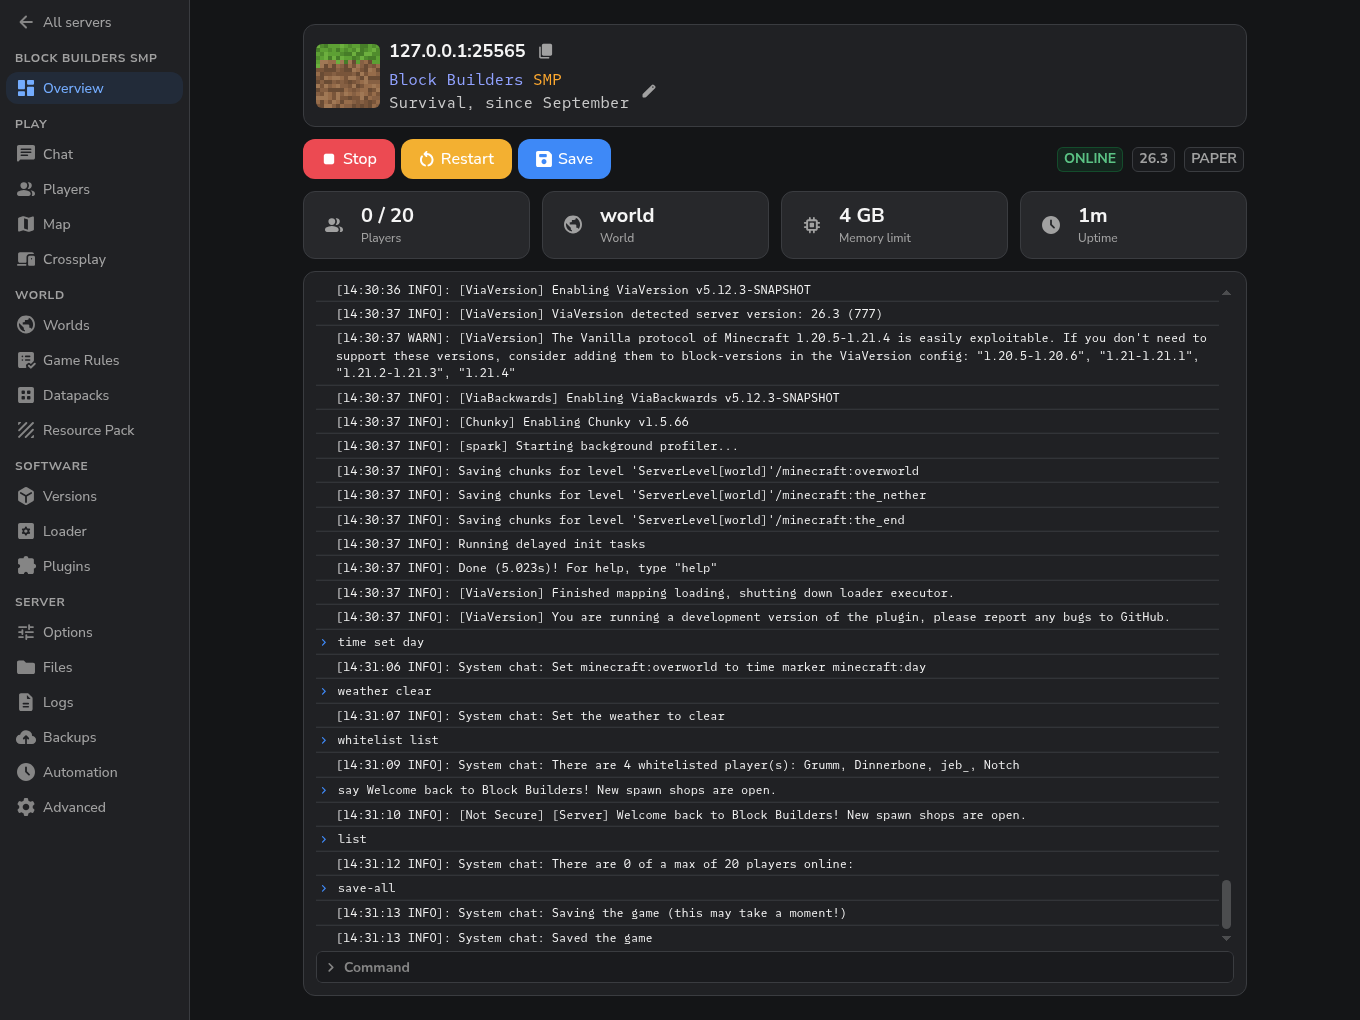 All servers
BLOCK BUILDERS SMP
Overview
PLAY
Chat
Players
Map
Crossplay
WORLD
Worlds
Game Rules
Datapacks
Resource Pack
SOFTWARE
Versions
Loader
Plugins
SERVER
Options
Files
Logs
Backups
Automation
Advanced
127.0.0.1:25565
Block Builders SMP
Survival, since September
Stop
Restart
Save
ONLINE
26.3
PAPER
0 / 20
Players
world
World
4 GB
Memory limit
1m
Uptime
[14:30:36 INFO]: [ViaVersion] Enabling ViaVersion v5.12.3-SNAPSHOT
[14:30:37 INFO]: [ViaVersion] ViaVersion detected server version: 26.3 (777)
[14:30:37 WARN]: [ViaVersion] The Vanilla protocol of Minecraft 1.20.5-1.21.4 is easily exploitable. If you don't need to
support these versions, consider adding them to block-versions in the ViaVersion config: "1.20.5-1.20.6", "1.21-1.21.1",
"1.21.2-1.21.3", "1.21.4"
[14:30:37 INFO]: [ViaBackwards] Enabling ViaBackwards v5.12.3-SNAPSHOT
[14:30:37 INFO]: [Chunky] Enabling Chunky v1.5.66
[14:30:37 INFO]: [spark] Starting background profiler...
[14:30:37 INFO]: Saving chunks for level 'ServerLevel[world]'/minecraft:overworld
[14:30:37 INFO]: Saving chunks for level 'ServerLevel[world]'/minecraft:the_nether
[14:30:37 INFO]: Saving chunks for level 'ServerLevel[world]'/minecraft:the_end
[14:30:37 INFO]: Running delayed init tasks
[14:30:37 INFO]: Done (5.023s)! For help, type "help"
[14:30:37 INFO]: [ViaVersion] Finished mapping loading, shutting down loader executor.
[14:30:37 INFO]: [ViaVersion] You are running a development version of the plugin, please report any bugs to GitHub.
› time set day
[14:31:06 INFO]: System chat: Set minecraft:overworld to time marker minecraft:day
› weather clear
[14:31:07 INFO]: System chat: Set the weather to clear
› whitelist list
[14:31:09 INFO]: System chat: There are 4 whitelisted player(s): Grumm, Dinnerbone, jeb_, Notch
› say Welcome back to Block Builders! New spawn shops are open.
[14:31:10 INFO]: [Not Secure] [Server] Welcome back to Block Builders! New spawn shops are open.
› list
[14:31:12 INFO]: System chat: There are 0 of a max of 20 players online:
› save-all
[14:31:13 INFO]: System chat: Saving the game (this may take a moment!)
[14:31:13 INFO]: System chat: Saved the game
› Command